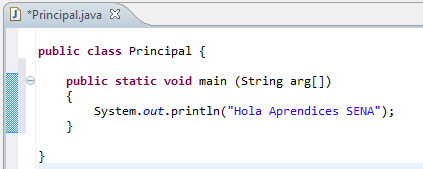 *Principal.java
public class Principal {
public static void main (String arg[])
{
System.out.println("Hola Aprendices SENA");
}
}